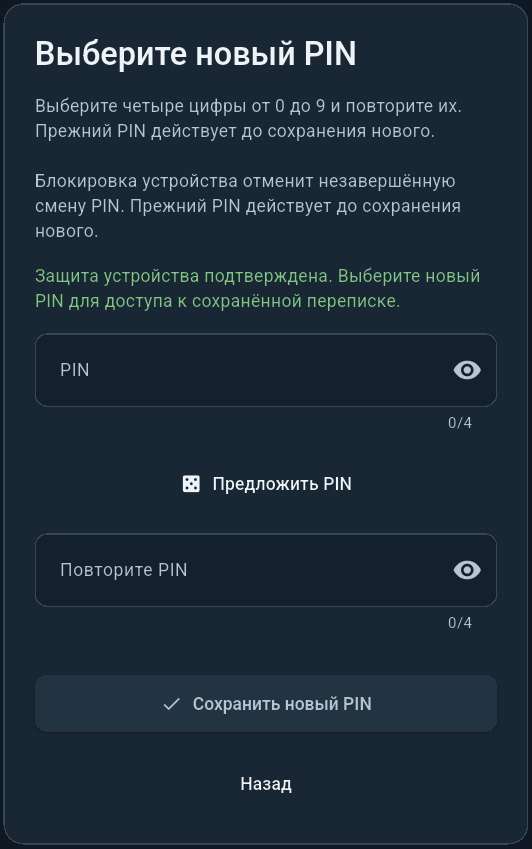 Выберите новый PIN
Выберите четыре цифры от 0 до 9 и повторите их.
Прежний PIN действует до сохранения нового.
Блокировка устройства отменит незавершённую
смену PIN. Прежний PIN действует до сохранения
нового.
Защита устройства подтверждена. Выберите новый
PIN для доступа к сохранённой переписке.
PIN
0/4
Предложить PIN
Повторите PIN
0/4
Сохранить новый PIN
Назад